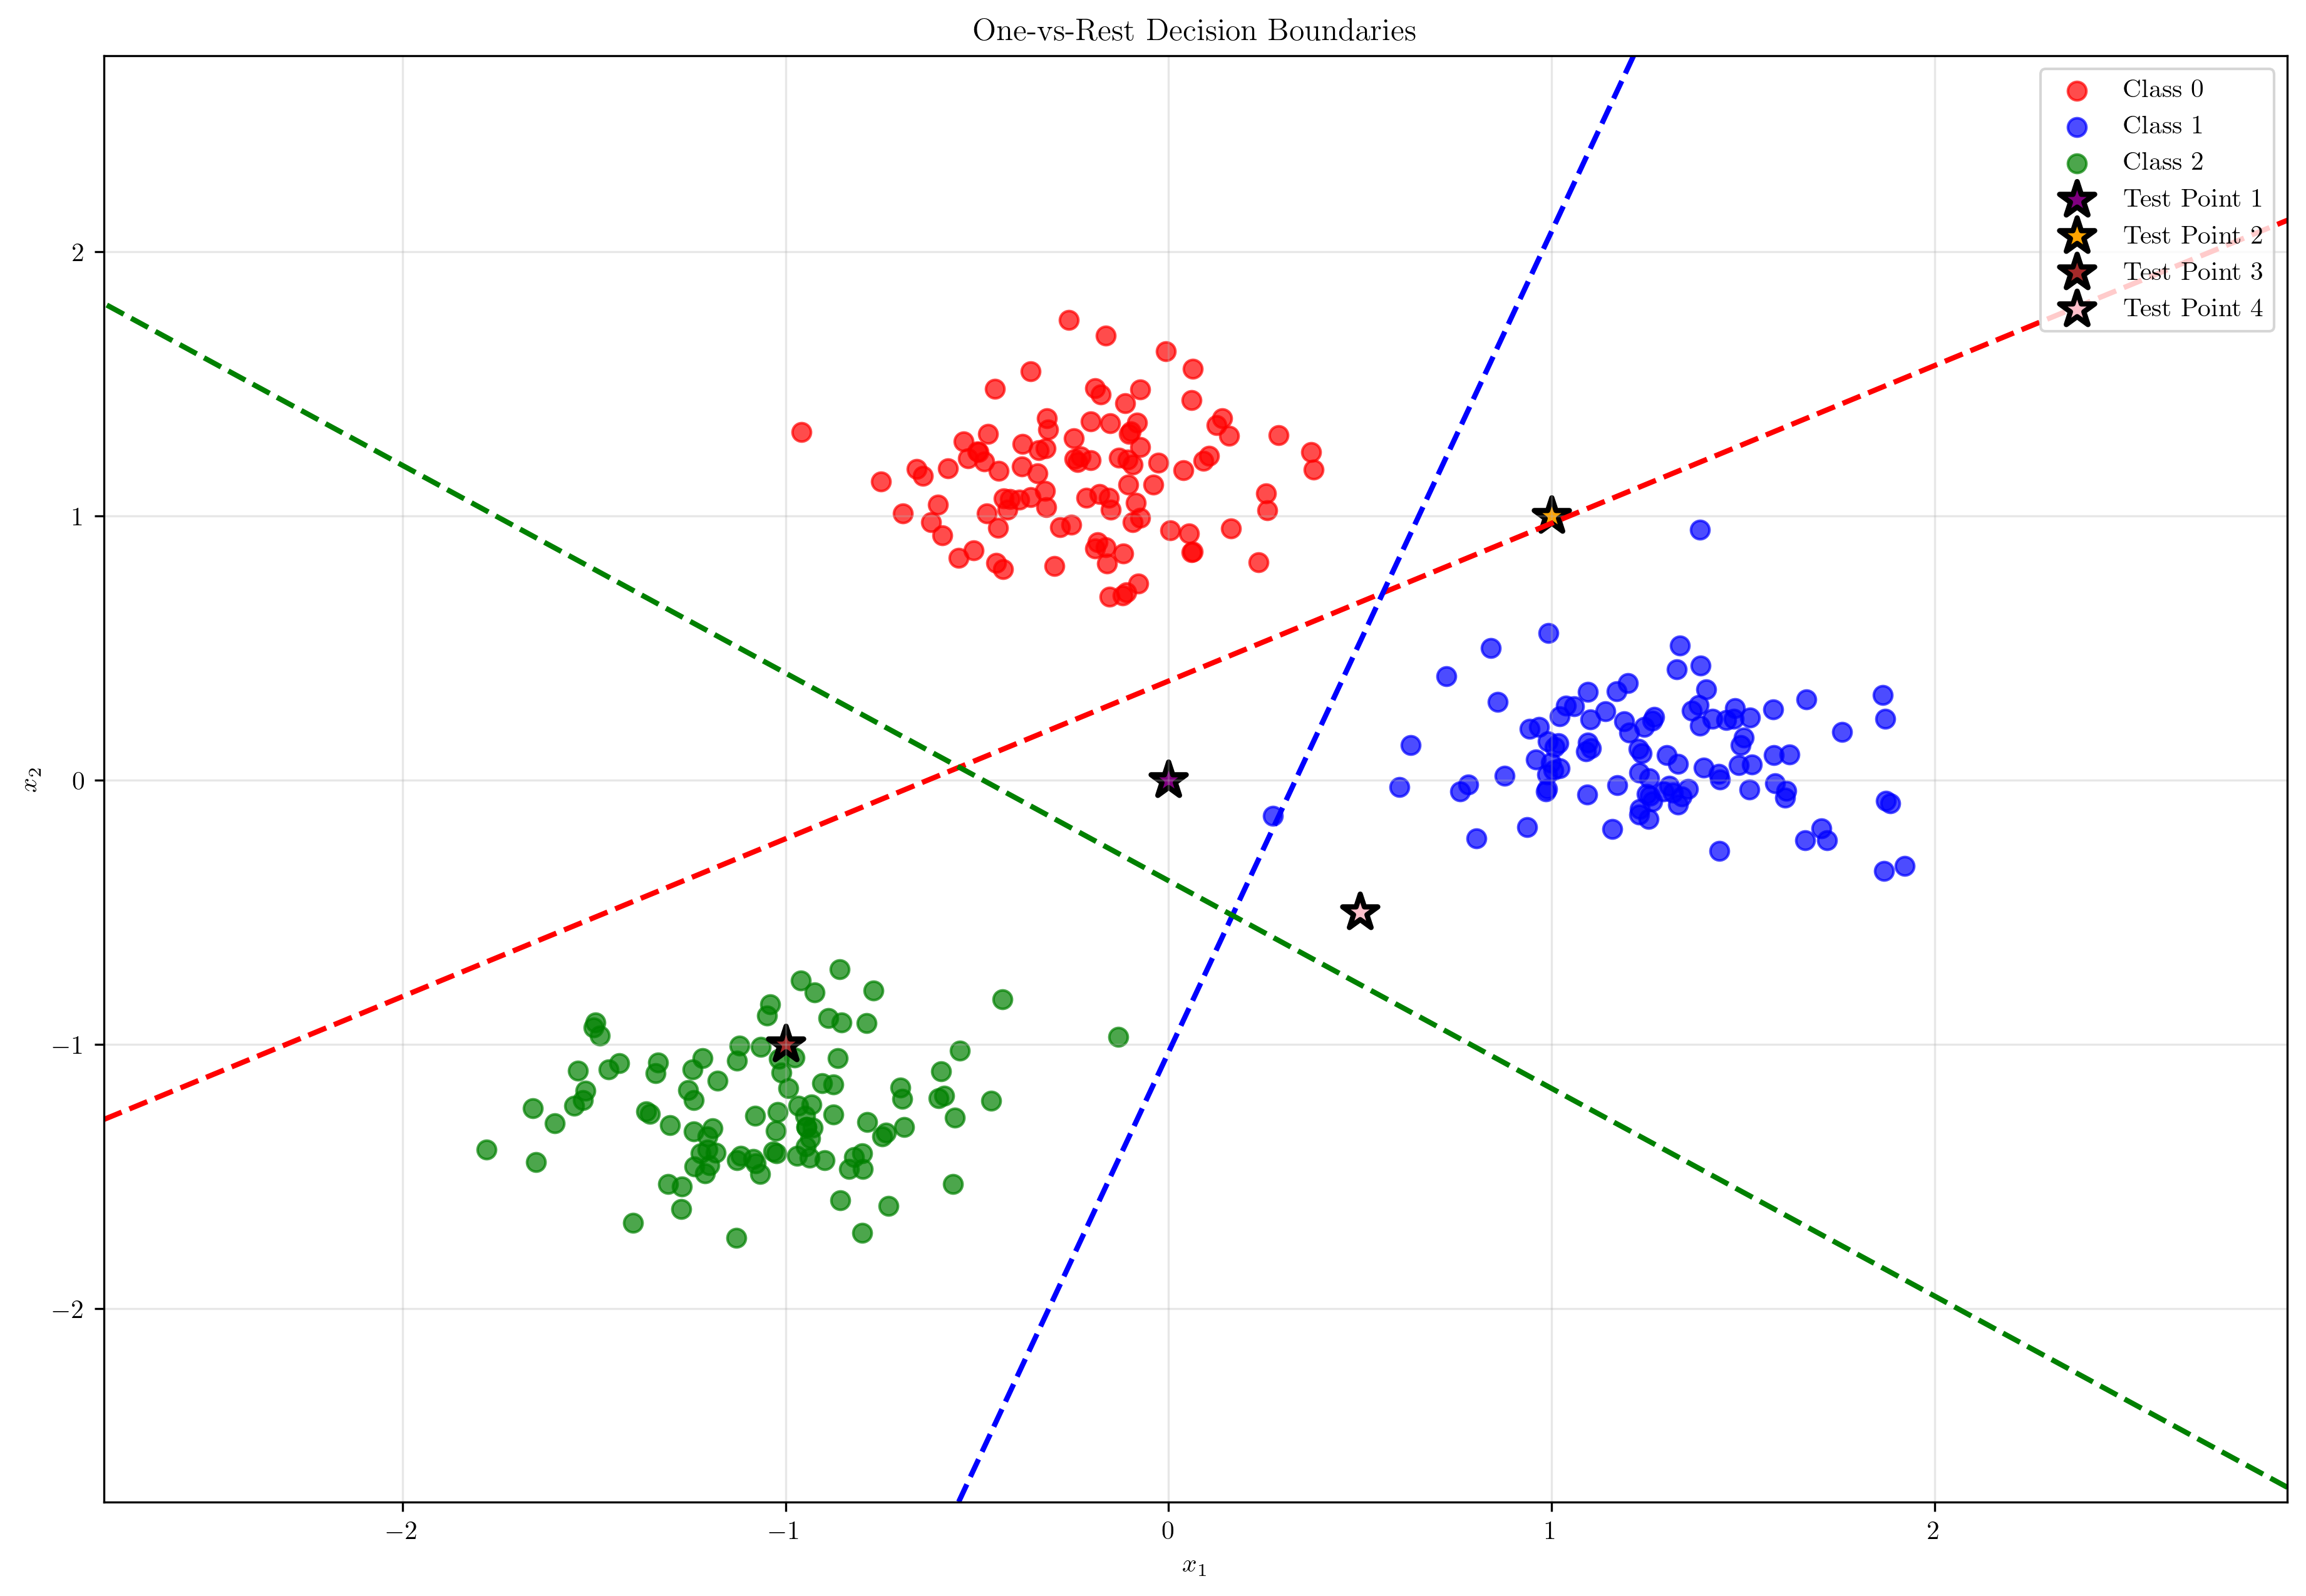 One-vs-Rest Decision Boundaries
Class 0
Class 1
Class 2
Test Point 1
Test Point 2
Test Point 3
Test Point 4
2
1
0
−1
−2
x₂
−2
−1
0
1
2
x₁